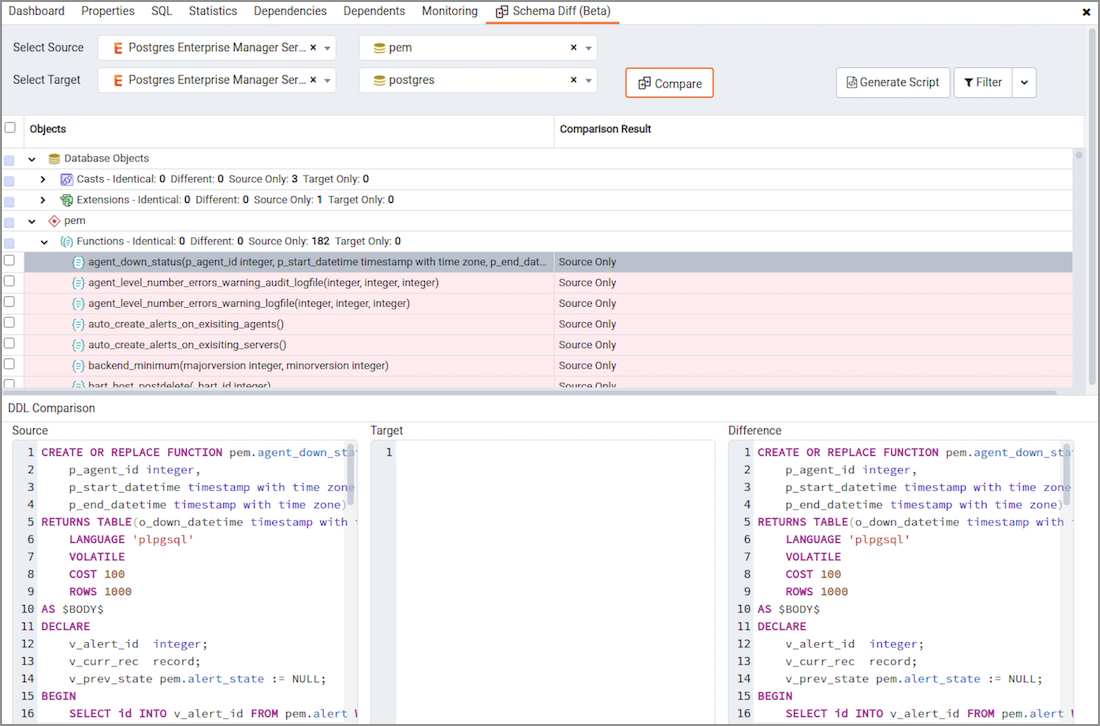 Dashboard Properties SQL Statistics Dependencies Dependents Monitoring Schema Diff (Beta)
Select Source Postgres Enterprise Manager Ser... pem
Select Target Postgres Enterprise Manager Ser... postgres
Compare Generate Script Filter
Objects Comparison Result
Database Objects
Casts - Identical: 0 Different: 0 Source Only: 3 Target Only: 0
Extensions - Identical: 0 Different: 0 Source Only: 1 Target Only: 0
pem
Functions - Identical: 0 Different: 0 Source Only: 182 Target Only: 0
agent_down_status(p_agent_id integer, p_start_datetime timestamp with time zone, p_end_dat... Source Only
agent_level_number_errors_warning_audit_logfile(integer, integer, integer) Source Only
agent_level_number_errors_warning_logfile(integer, integer, integer) Source Only
auto_create_alerts_on_exisiting_agents() Source Only
auto_create_alerts_on_exisiting_servers() Source Only
backend_minimum(majorversion integer, minorversion integer) Source Only
bart_host_postdelete(_bart_id integer) Source Only
DDL Comparison
Source
1 CREATE OR REPLACE FUNCTION pem.agent_down_sta
2 p_agent_id integer,
3 p_start_datetime timestamp with time zone
4 p_end_datetime timestamp with time zone)
5 RETURNS TABLE(o_down_datetime timestamp with
6 LANGUAGE 'plpgsql'
7 VOLATILE
8 COST 100
9 ROWS 1000
10 AS $BODY$
11 DECLARE
12 v_alert_id integer;
13 v_curr_rec record;
14 v_prev_state pem.alert_state := NULL;
15 BEGIN
16 SELECT id INTO v_alert_id FROM pem.alert W
Target
1
Difference
1 CREATE OR REPLACE FUNCTION pem.agent_down_sta
2 p_agent_id integer,
3 p_start_datetime timestamp with time zone
4 p_end_datetime timestamp with time zone)
5 RETURNS TABLE(o_down_datetime timestamp with
6 LANGUAGE 'plpgsql'
7 VOLATILE
8 COST 100
9 ROWS 1000
10 AS $BODY$
11 DECLARE
12 v_alert_id integer;
13 v_curr_rec record;
14 v_prev_state pem.alert_state := NULL;
15 BEGIN
16 SELECT id INTO v_alert_id FROM pem.alert W